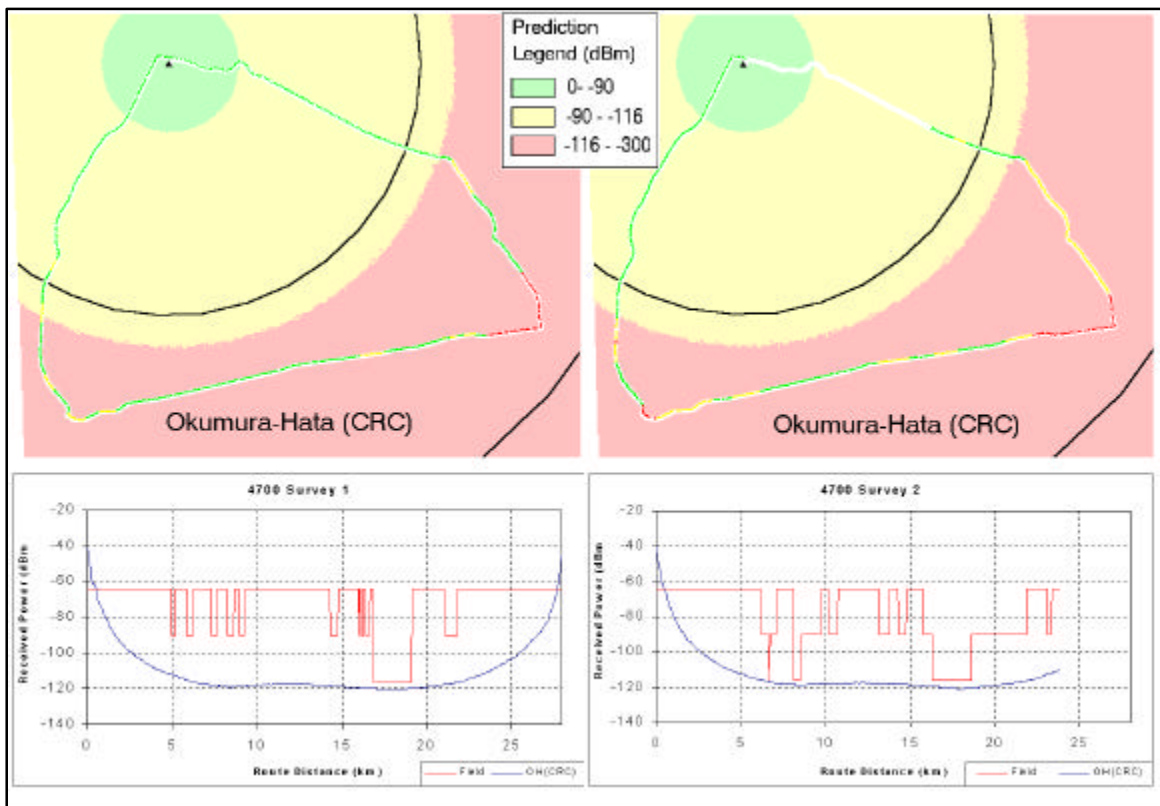 Prediction
Legend (dBm)
0- -90
-90 - -116
-116 - -300
Okumura-Hata (CRC)
Okumura-Hata (CRC)
4700 Survey 1
-20
-40
-60
-80
-100
-120
-140
Received Power (dBm
0 5 10 15 20 25
Route Distance (km)
Field OH(CRC)
4700 Survey 2
-20
-40
-60
-80
-100
-120
-140
Received Power (dBm
0 5 10 15 20 25
Route Distance (km)
Field OH(CRC)